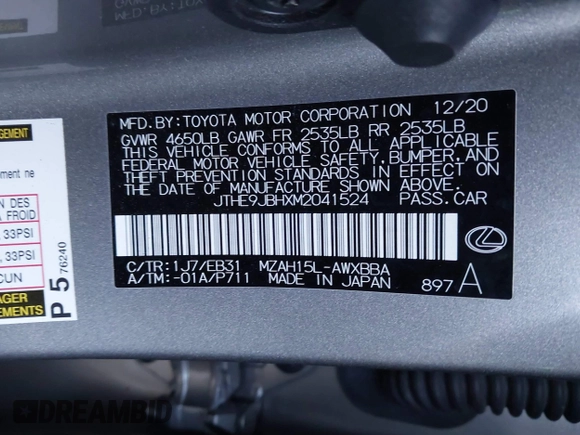 MFD.BY:TOYOTA MOTOR CORPORATION 12/20
GVWR 4650LB GAWR FR 2535LB RR 2535LB
THIS VEHICLE CONFORMS TO ALL APPLICABLE
FEDERAL MOTOR VEHICLE SAFETY,BUMPER,AND
THEFT PREVENTION STANDARDS IN EFFECT ON
THE DATE OF MANUFACTURE SHOWN ABOVE.
JTHE9JBHXM2041524 PASS.CAR
C/TR:1J7/EB31 MZAH15L-AWXBBA
A/TM:-01A/P711 MADE IN JAPAN 897 A
DES
FROID
, 33PSI
, 33PSI
P 5 76240
DREAMBID